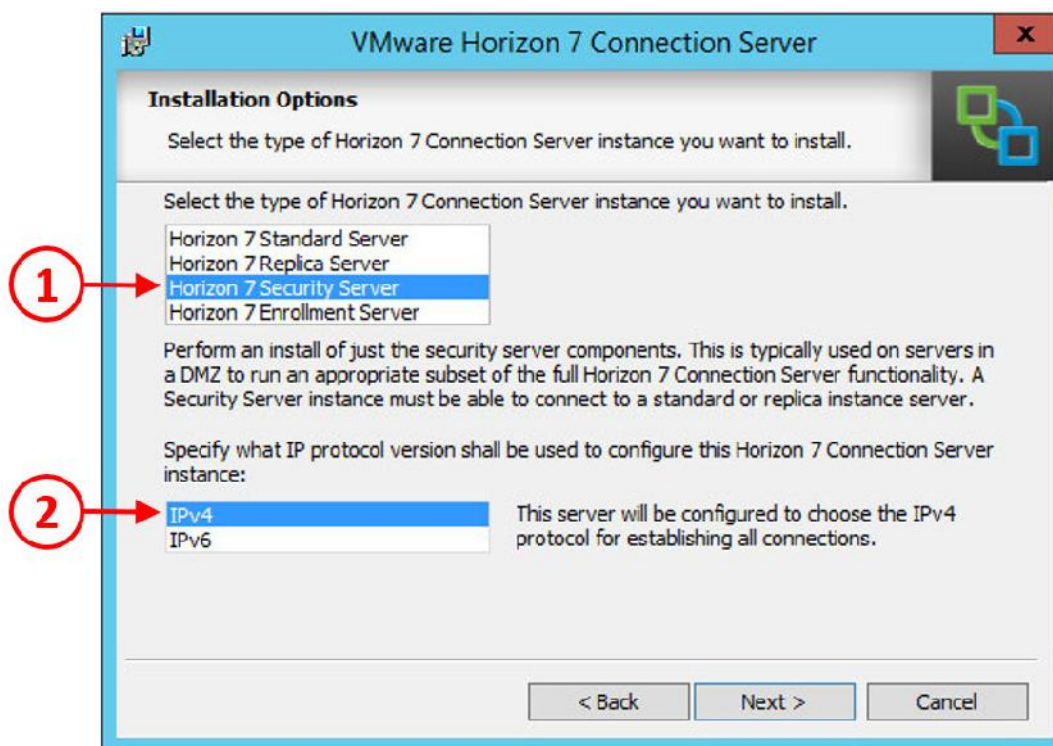 VMware Horizon 7 Connection Server
x
Installation Options
Select the type of Horizon 7 Connection Server instance you want to install.
Select the type of Horizon 7 Connection Server instance you want to install.
Horizon 7 Standard Server
Horizon 7 Replica Server
1
Horizon 7 Security Server
Horizon 7 Enrollment Server
Perform an install of just the security server components. This is typically used on servers in
a DMZ to run an appropriate subset of the full Horizon 7 Connection Server functionality. A
Security Server instance must be able to connect to a standard or replica instance server.
Specify what IP protocol version shall be used to configure this Horizon 7 Connection Server
instance:
2
IPv4
IPv6
This server will be configured to choose the IPv4
protocol for establishing all connections.
< Back
Next >
Cancel